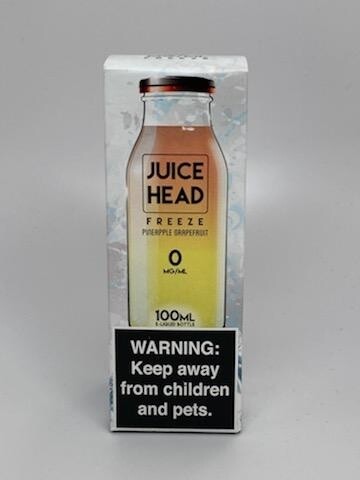 JUICE
HEAD
FREEZE
PINEAPPLE GRAPEFRUIT
0
MG/ML
100ML
E-LIQUID BOTTLE
WARNING:
Keep away
from children
and pets.